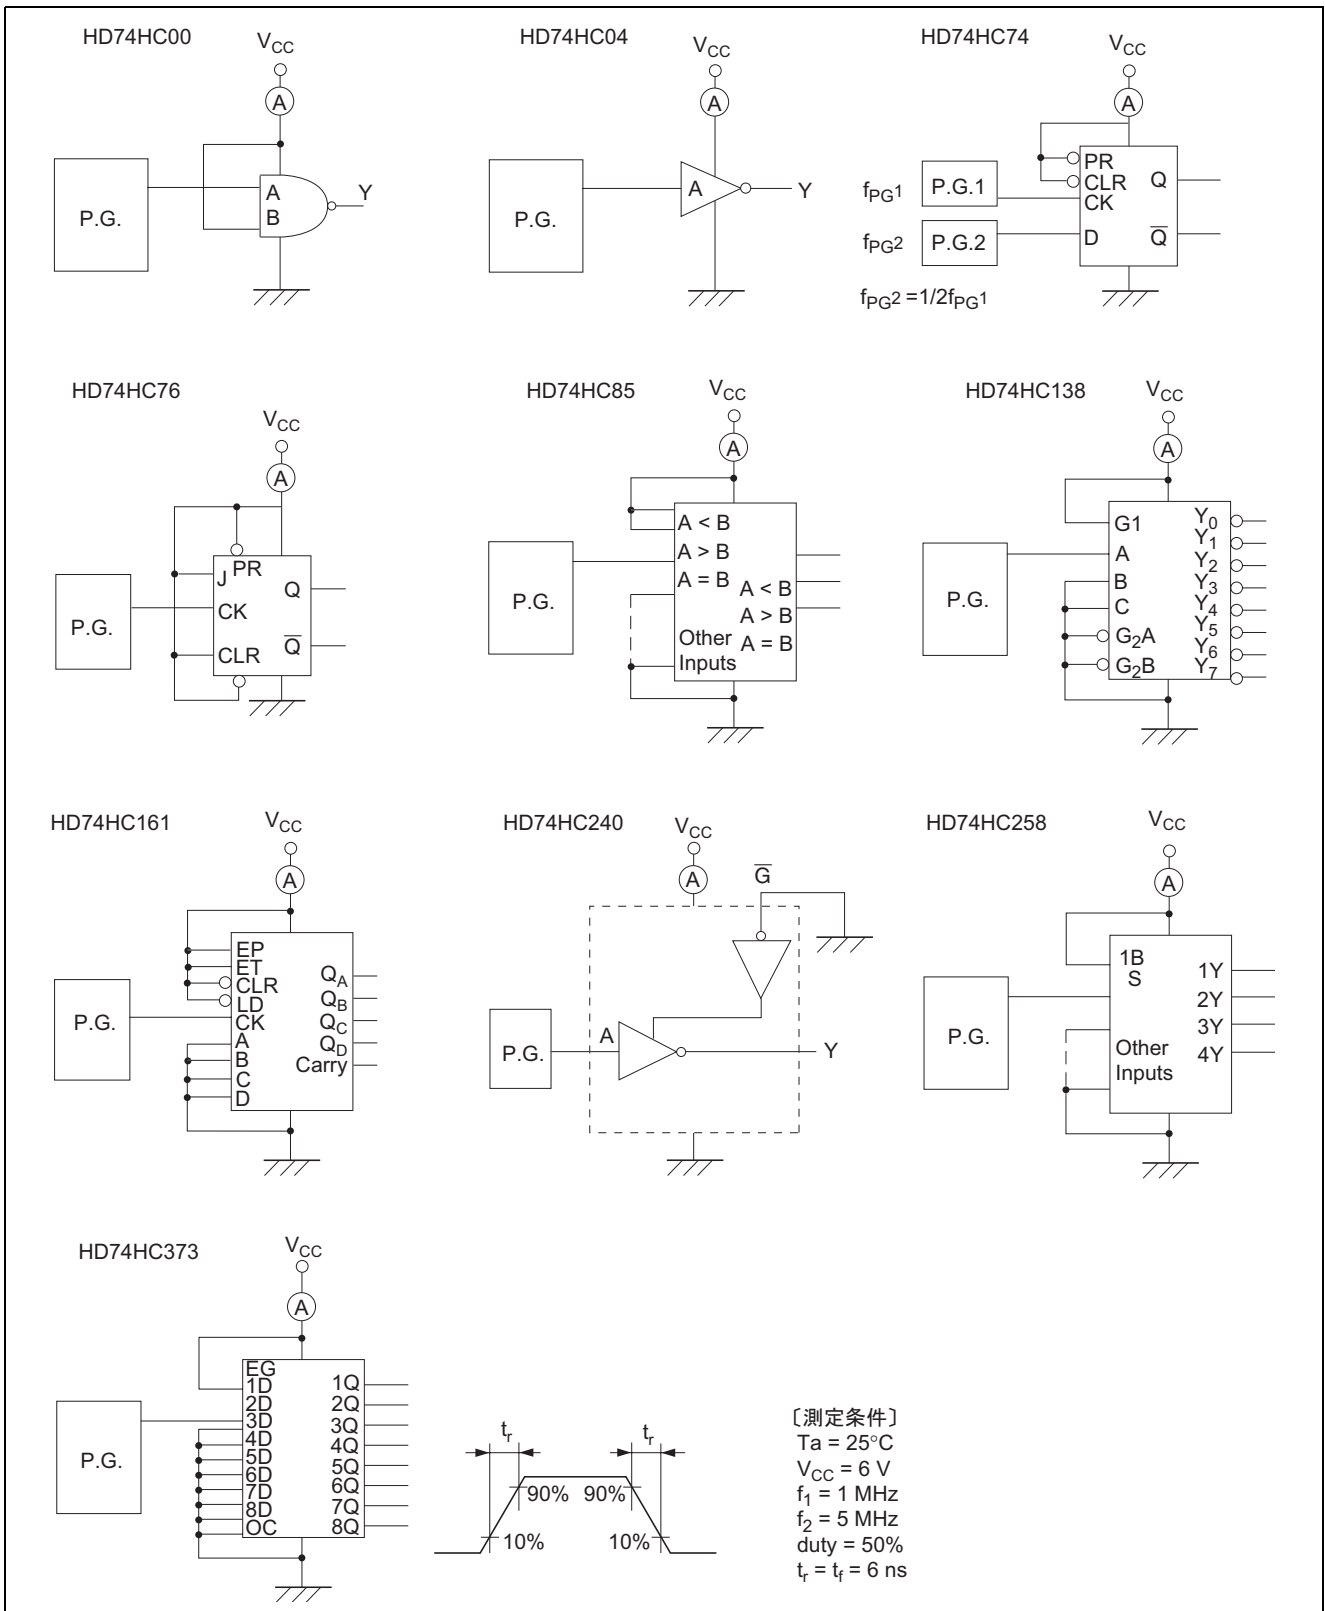 HD74HC00
VCC
A
P.G.
A
B
Y
HD74HC04
VCC
A
P.G.
A
Y
HD74HC74
VCC
A
fPG1
P.G.1
fPG2
P.G.2
PR
CLR
CK
D
Q
Q̅
fPG2 =1/2fPG1
HD74HC76
VCC
A
P.G.
PR
J
CK
CLR
Q
Q̅
HD74HC85
VCC
A
P.G.
A < B
A > B
A = B
Other
Inputs
A < B
A > B
A = B
HD74HC138
VCC
A
P.G.
G1
A
B
C
G2A
G2B
Y0
Y1
Y2
Y3
Y4
Y5
Y6
Y7
HD74HC161
VCC
A
P.G.
EP
ET
CLR
LD
CK
A
B
C
D
QA
QB
QC
QD
Carry
HD74HC240
VCC
A
G̅
P.G.
A
Y
HD74HC258
VCC
A
P.G.
1B
S
Other
Inputs
1Y
2Y
3Y
4Y
HD74HC373
VCC
A
P.G.
EG
1D
2D
3D
4D
5D
6D
7D
8D
OC
1Q
2Q
3Q
4Q
5Q
6Q
7Q
8Q
tr
tr
90%
90%
10%
10%
〔測定条件〕
Ta = 25°C
VCC = 6 V
f1 = 1 MHz
f2 = 5 MHz
duty = 50%
tr = tf = 6 ns